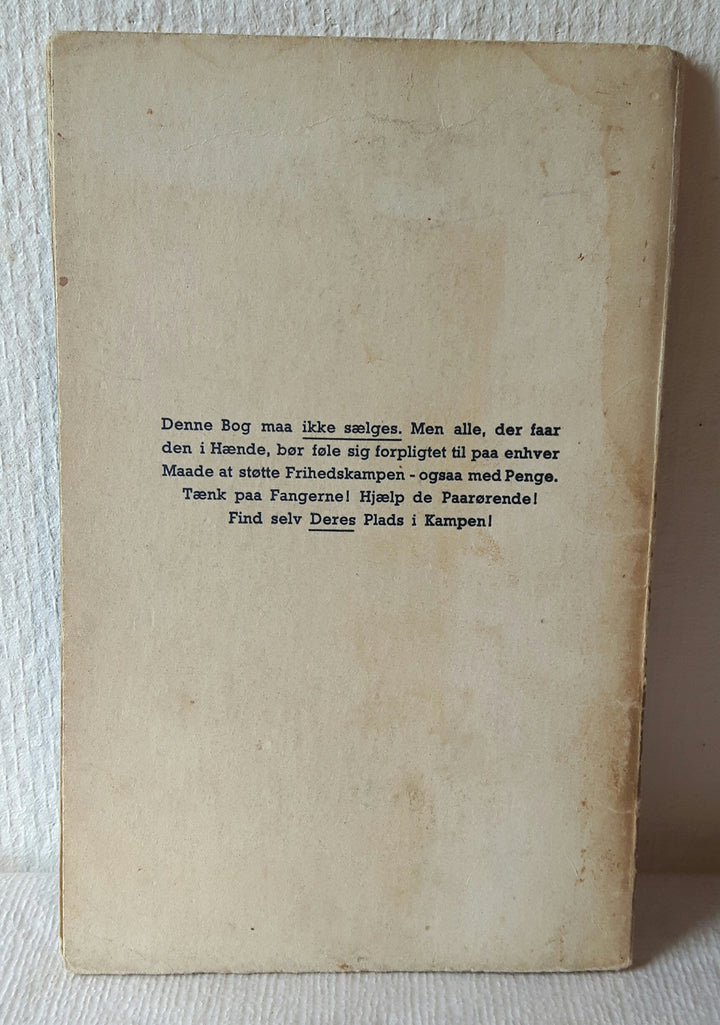 Denne Bog maa ikke sælges. Men alle, der faar
den i Hænde, bør føle sig forpligtet til paa enhver
Maade at støtte Frihedskampen - ogsaa med Penge.
Tænk paa Fangerne! Hjælp de Paarørende!
Find selv Deres Plads i Kampen!